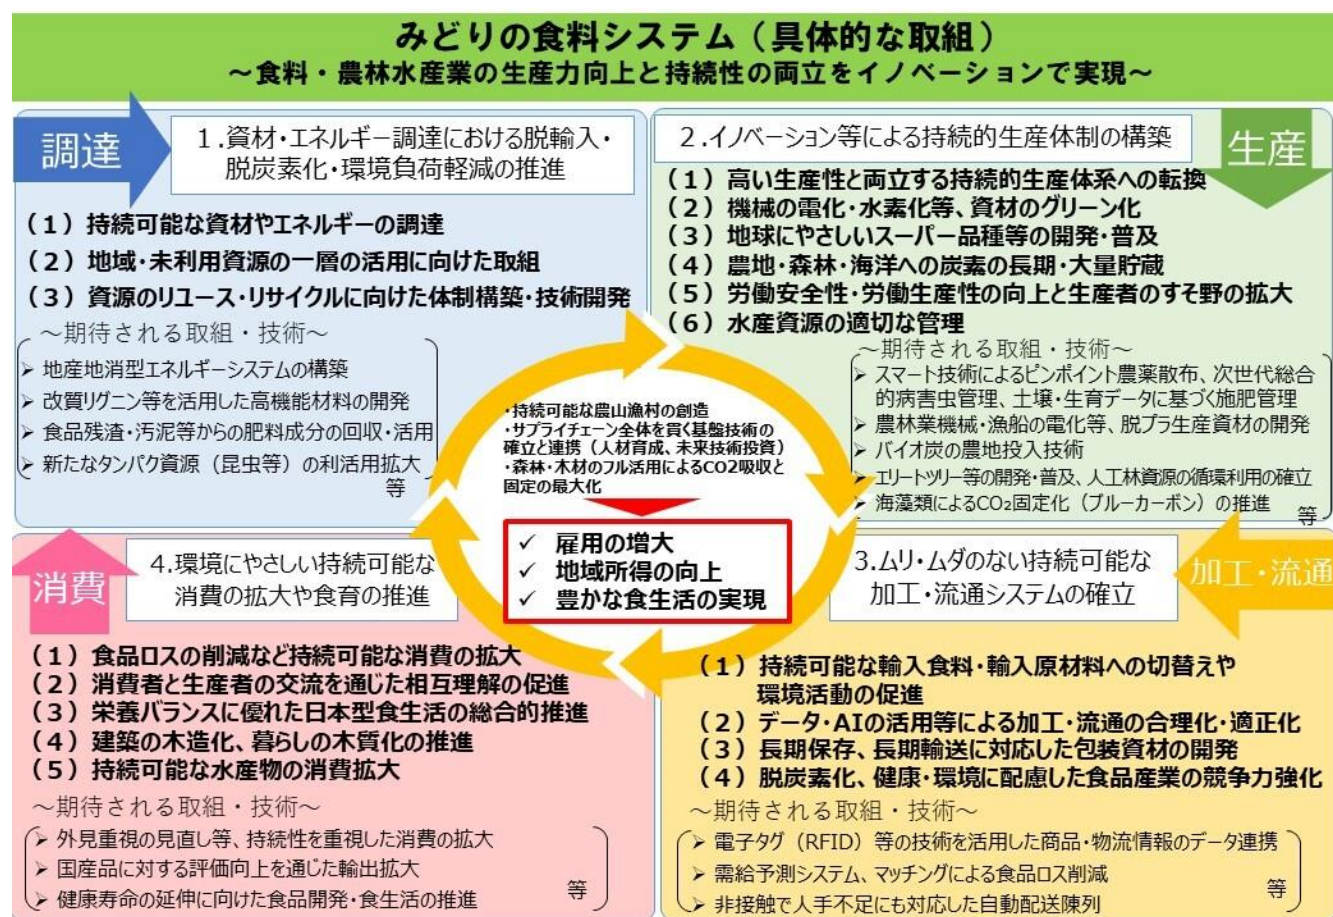 みどりの食料システム（具体的な取組）
～食料・農林水産業の生産力向上と持続性の両立をイノベーションで実現～
調達
１.資材・エネルギー調達における脱輸入・
脱炭素化・環境負荷軽減の推進
（１）持続可能な資材やエネルギーの調達
（２）地域・未利用資源の一層の活用に向けた取組
（３）資源のリユース・リサイクルに向けた体制構築・技術開発
～期待される取組・技術～
➢ 地産地消型エネルギーシステムの構築
➢ 改質リグニン等を活用した高機能材料の開発
➢ 食品残渣・汚泥等からの肥料成分の回収・活用
➢ 新たなタンパク資源（昆虫等）の利活用拡大
等
２.イノベーション等による持続的生産体制の構築
生産
（１）高い生産性と両立する持続的生産体系への転換
（２）機械の電化・水素化等、資材のグリーン化
（３）地球にやさしいスーパー品種等の開発・普及
（４）農地・森林・海洋への炭素の長期・大量貯蔵
（５）労働安全性・労働生産性の向上と生産者のすそ野の拡大
（６）水産資源の適切な管理
～期待される取組・技術～
➢ スマート技術によるピンポイント農薬散布、次世代総合
的病害虫管理、土壌・生育データに基づく施肥管理
➢ 農林業機械・漁船の電化等、脱プラ生産資材の開発
➢ バイオ炭の農地投入技術
➢ エリートツリー等の開発・普及、人工林資源の循環利用の確立
➢ 海藻類によるCO₂固定化（ブルーカーボン）の推進
等
・持続可能な農山漁村の創造
・サプライチェーン全体を貫く基盤技術の
確立と連携（人材育成、未来技術投資）
・森林・木材のフル活用によるCO2吸収と
固定の最大化
✓ 雇用の増大
✓ 地域所得の向上
✓ 豊かな食生活の実現
3.ムリ・ムダのない持続可能な
加工・流通システムの確立
加工・流通
（１）持続可能な輸入食料・輸入原材料への切替えや
環境活動の促進
（２）データ・AIの活用等による加工・流通の合理化・適正化
（３）長期保存、長期輸送に対応した包装資材の開発
（４）脱炭素化、健康・環境に配慮した食品産業の競争力強化
～期待される取組・技術～
➢ 電子タグ（RFID）等の技術を活用した商品・物流情報のデータ連携
➢ 需給予測システム、マッチングによる食品ロス削減
➢ 非接触で人手不足にも対応した自動配送陳列
等
消費
4.環境にやさしい持続可能な
消費の拡大や食育の推進
（１）食品ロスの削減など持続可能な消費の拡大
（２）消費者と生産者の交流を通じた相互理解の促進
（３）栄養バランスに優れた日本型食生活の総合的推進
（４）建築の木造化、暮らしの木質化の推進
（５）持続可能な水産物の消費拡大
～期待される取組・技術～
➢ 外見重視の見直し等、持続性を重視した消費の拡大
➢ 国産品に対する評価向上を通じた輸出拡大
➢ 健康寿命の延伸に向けた食品開発・食生活の推進
等